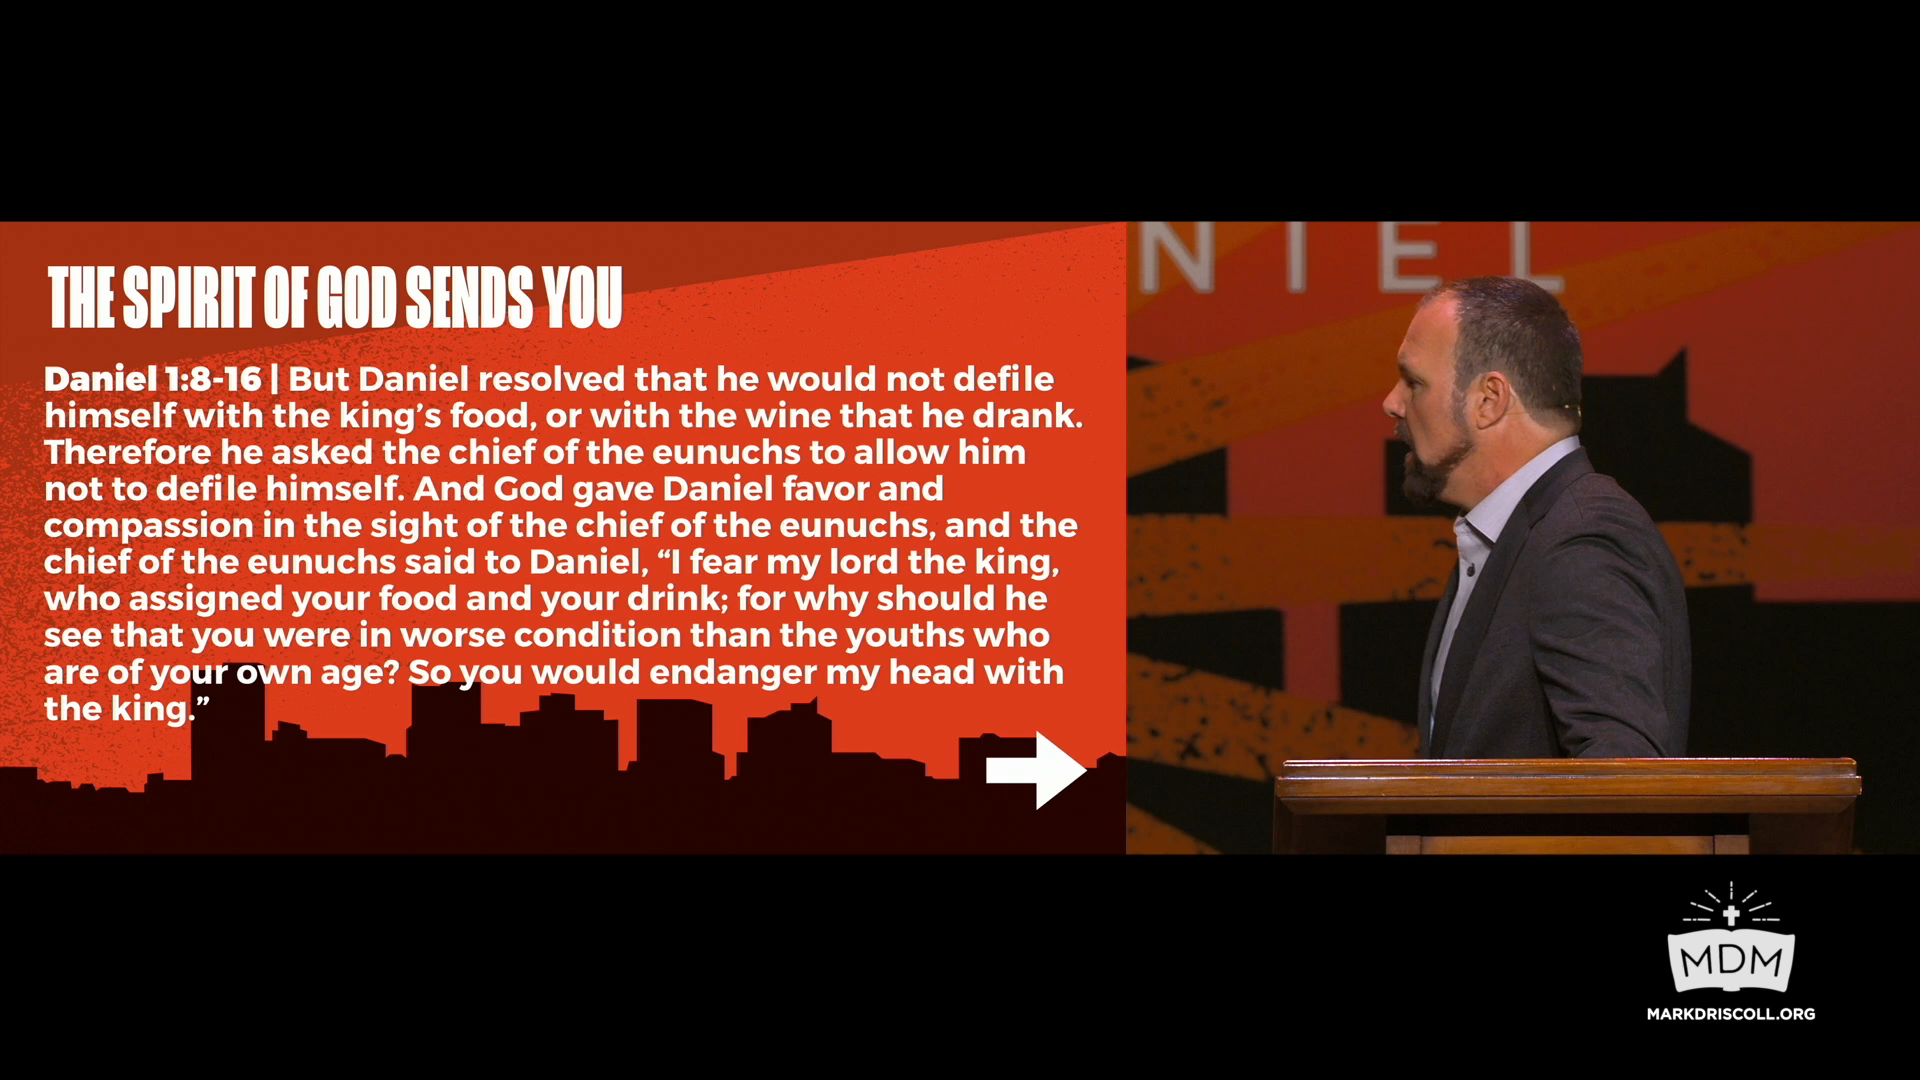 THE SPIRIT OF GOD SENDS YOU
Daniel 1:8-16 | But Daniel resolved that he would not defile
himself with the king’s food, or with the wine that he drank.
Therefore he asked the chief of the eunuchs to allow him
not to defile himself. And God gave Daniel favor and
compassion in the sight of the chief of the eunuchs, and the
chief of the eunuchs said to Daniel, “I fear my lord the king,
who assigned your food and your drink; for why should he
see that you were in worse condition than the youths who
are of your own age? So you would endanger my head with
the king.”
NIEL
MDM
MARKDRISCOLL.ORG